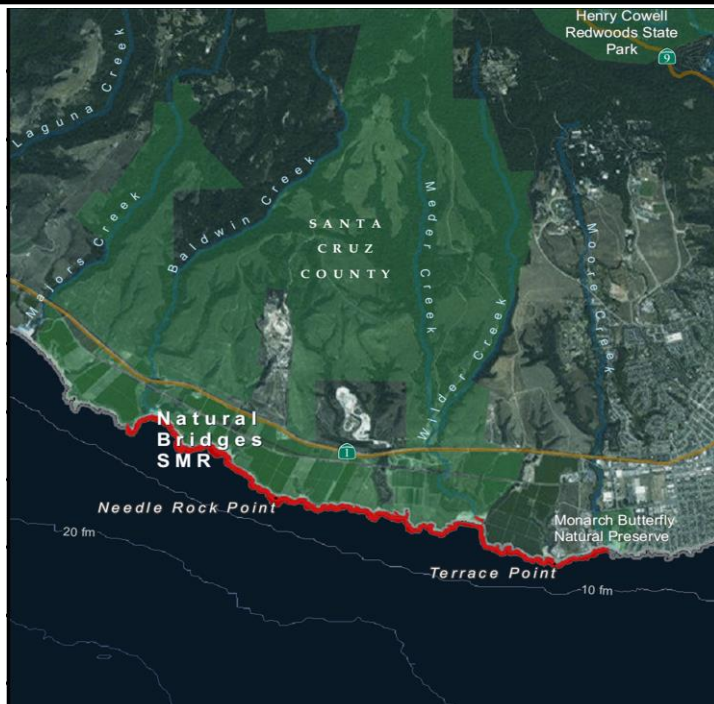 Henry Cowell
Redwoods State
Park
9
Laguna Creek
Majors Creek
Baldwin Creek
SANTA
CRUZ
COUNTY
Meder Creek
Wilder Creek
Moore Creek
Natural
Bridges
SMR
1
Needle Rock Point
20 fm
Monarch Butterfly
Natural Preserve
Terrace Point
10 fm